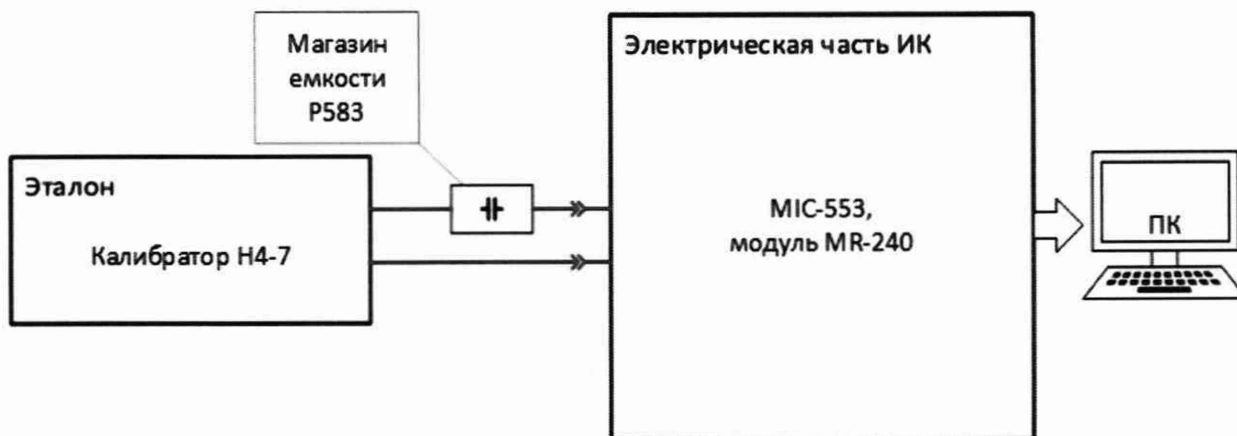 Магазин
емкости
Р583
Электрическая часть ИК
Эталон
Калибратор Н4-7
MIC-553,
модуль MR-240
ПК